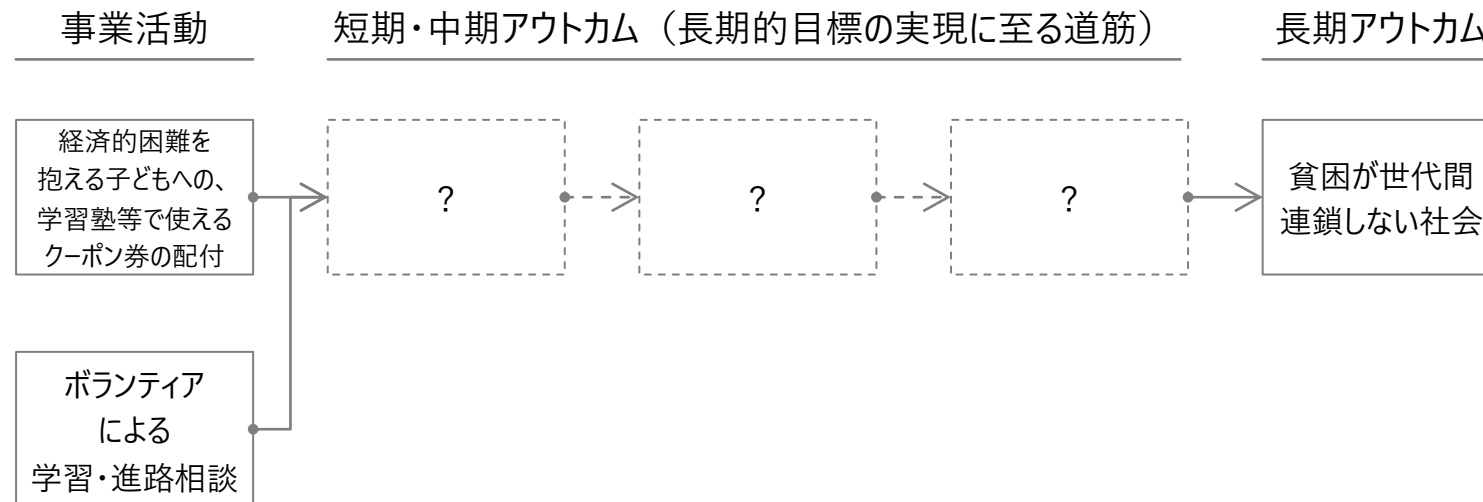 事業活動
短期・中期アウトカム（長期的目標の実現に至る道筋）
長期アウトカム
経済的困難を
抱える子どもへの、
学習塾等で使える
クーポン券の配付
?
?
?
貧困が世代間
連鎖しない社会
ボランティア
による
学習・進路相談